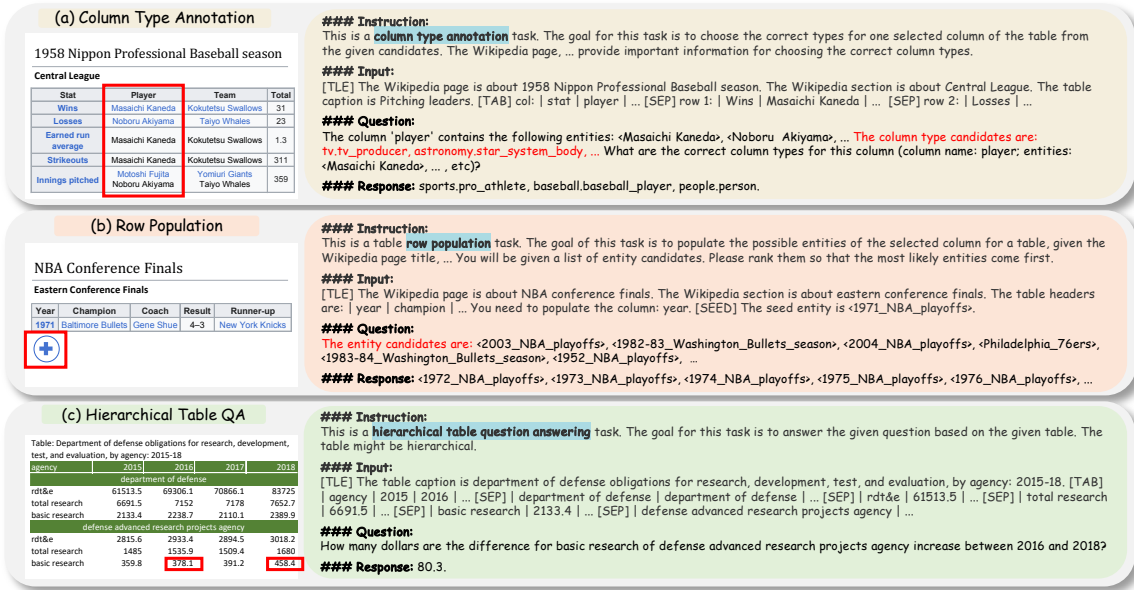 (a) Column Type Annotation
1958 Nippon Professional Baseball season
Central League
Stat Player Team Total
Wins Masaichi Kaneda Kokutetsu Swallows 31
Losses Noboru Akiyama Taiyo Whales 23
Earned run average Masaichi Kaneda Kokutetsu Swallows 1.3
Strikeouts Masaichi Kaneda Kokutetsu Swallows 311
Innings pitched Motoshi Fujita Noboru Akiyama Yomiuri Giants Taiyo Whales 359
### Instruction:
This is a column type annotation task. The goal for this task is to choose the correct types for one selected column of the table from
the given candidates. The Wikipedia page, ... provide important information for choosing the correct column types.
### Input:
[TLE] The Wikipedia page is about 1958 Nippon Professional Baseball season. The Wikipedia section is about Central League. The table
caption is Pitching leaders. [TAB] col: | stat | player | ... [SEP] row 1: | Wins | Masaichi Kaneda | ... [SEP] row 2: | Losses | ...
### Question:
The column 'player' contains the following entities: <Masaichi Kaneda>, <Noboru Akiyama>, ... The column type candidates are:
tv.tv_producer, astronomy.star_system_body, ... What are the correct column types for this column (column name: player; entities:
<Masaichi Kaneda>, ... , etc)?
### Response: sports.pro_athlete, baseball.baseball_player, people.person.
(b) Row Population
NBA Conference Finals
Eastern Conference Finals
Year Champion Coach Result Runner-up
1971 Baltimore Bullets Gene Shue 4–3 New York Knicks
### Instruction:
This is a table row population task. The goal of this task is to populate the possible entities of the selected column for a table, given the
Wikipedia page title, ... You will be given a list of entity candidates. Please rank them so that the most likely entities come first.
### Input:
[TLE] The Wikipedia page is about NBA conference finals. The Wikipedia section is about eastern conference finals. The table headers
are: | year | champion | ... You need to populate the column: year. [SEED] The seed entity is <1971_NBA_playoffs>.
### Question:
The entity candidates are: <2003_NBA_playoffs>, <1982-83_Washington_Bullets_season>, <2004_NBA_playoffs>, <Philadelphia_76ers>,
<1983-84_Washington_Bullets_season>, <1952_NBA_playoffs>, ...
### Response: <1972_NBA_playoffs>, <1973_NBA_playoffs>, <1974_NBA_playoffs>, <1975_NBA_playoffs>, <1976_NBA_playoffs>, ...
(c) Hierarchical Table QA
Table: Department of defense obligations for research, development,
test, and evaluation, by agency: 2015-18
agency 2015 2016 2017 2018
department of defense
rdt&e 61513.5 69306.1 70866.1 83725
total research 6691.5 7152 7178 7652.7
basic research 2133.4 2238.7 2110.1 2389.9
defense advanced research projects agency
rdt&e 2815.6 2933.4 2894.5 3018.2
total research 1485 1535.9 1509.4 1680
basic research 359.8 378.1 391.2 458.4
### Instruction:
This is a hierarchical table question answering task. The goal for this task is to answer the given question based on the given table. The
table might be hierarchical.
### Input:
[TLE] The table caption is department of defense obligations for research, development, test, and evaluation, by agency: 2015-18. [TAB]
| agency | 2015 | 2016 | ... [SEP] | department of defense | department of defense | ... [SEP] | rdt&e | 61513.5 | ... [SEP] | total research
| 6691.5 | ... [SEP] | basic research | 2133.4 | ... [SEP] | defense advanced research projects agency | ...
### Question:
How many dollars are the difference for basic research of defense advanced research projects agency increase between 2016 and 2018?
### Response: 80.3.